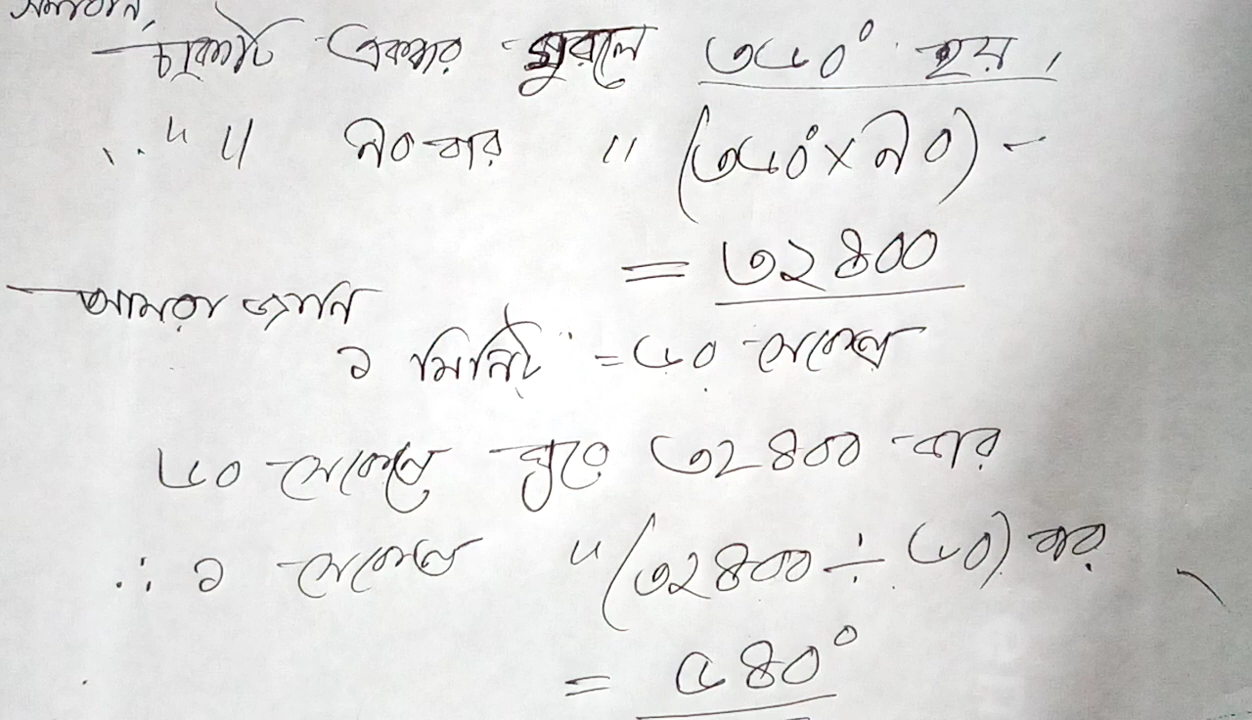 সমাধান,
চাকাটি একবার ঘুরলে ৩৬০° হয়।
∴ " " ৯০ বার " (৩৬০° × ৯০) -
= ৩২৪০০
আমরা জানি
১ মিনিট = ৬০ সেকেন্ড
৬০ সেকেন্ডে ঘুরে ৩২৪০০ বার
∴ ১ সেকেন্ডে " (৩২৪০০ ÷ ৬০) বার
= ৫৪০°